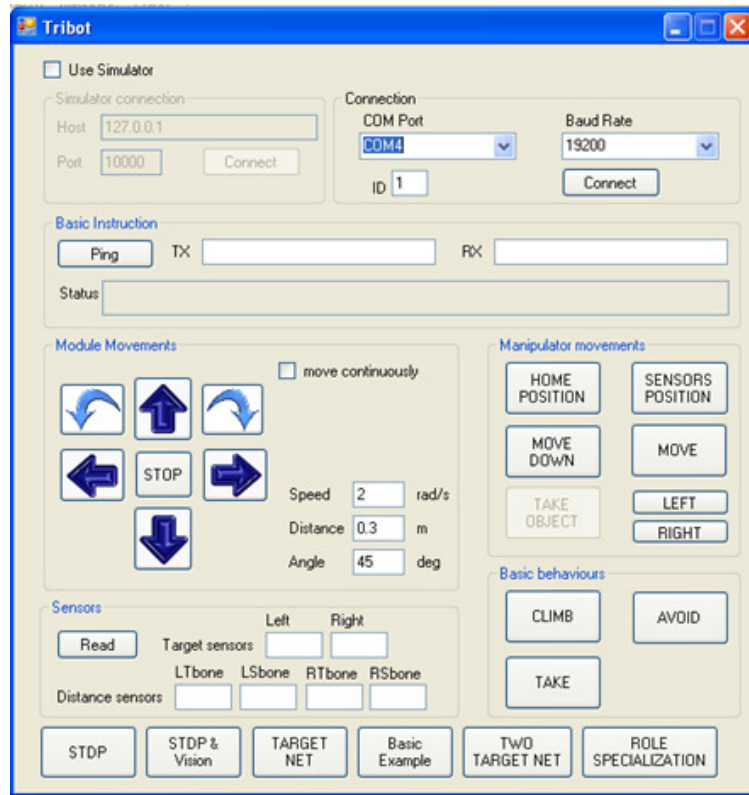 Tribot
Use Simulator
Simulator connection
Host 127.0.0.1
Port 10000 Connect
Connection
COM Port Baud Rate
COM4 19200
ID 1 Connect
Basic Instruction
Ping TX RX
Status
Module Movements
move continuously
STOP
Speed 2 rad/s
Distance 0.3 m
Angle 45 deg
Manipulator movements
HOME POSITION
SENSORS POSITION
MOVE DOWN
MOVE
TAKE OBJECT
LEFT
RIGHT
Basic behaviours
CLIMB AVOID
TAKE
Sensors
Left Right
Read Target sensors
LTbone LSbone RTbone RSbone
Distance sensors
STDP
STDP & Vision
TARGET NET
Basic Example
TWO TARGET NET
ROLE SPECIALIZATION